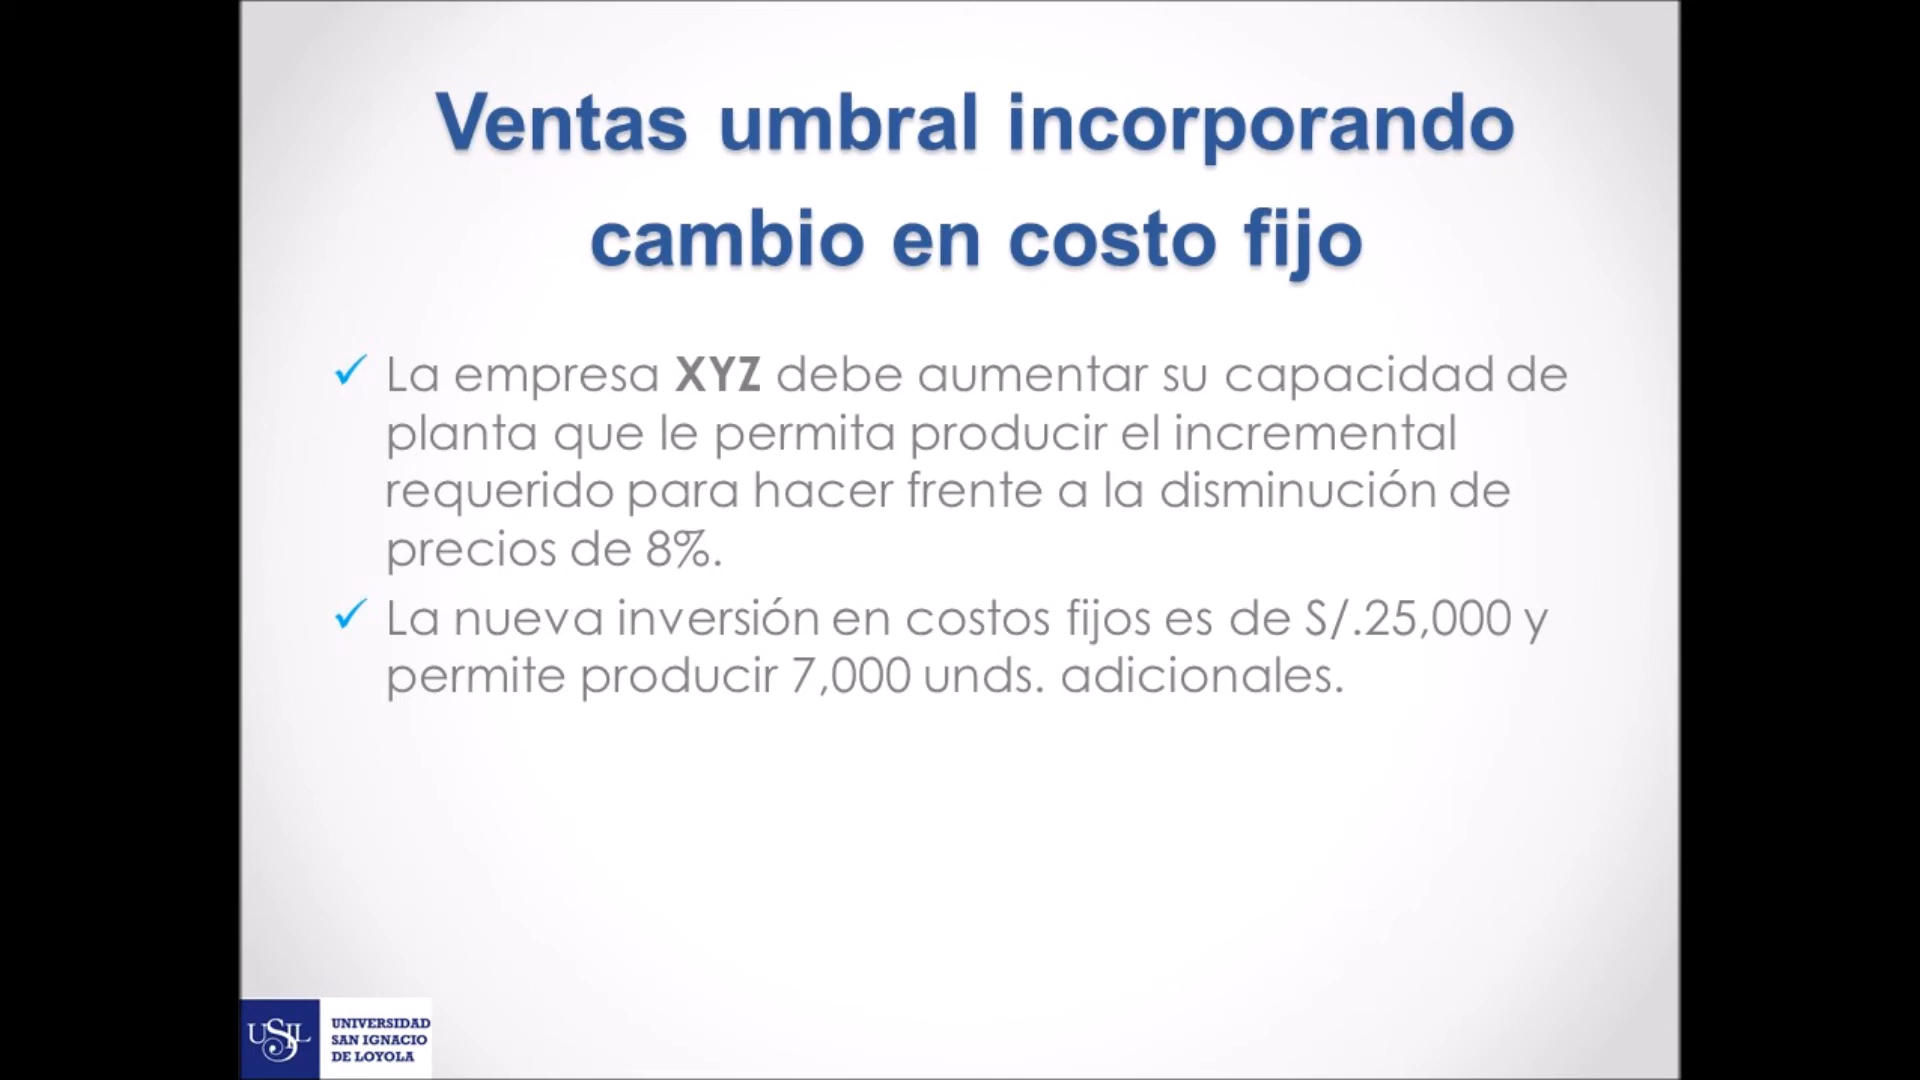 Ventas umbral incorporando
cambio en costo fijo
La empresa XYZ debe aumentar su capacidad de
planta que le permita producir el incremental
requerido para hacer frente a la disminución de
precios de 8%.
La nueva inversión en costos fijos es de S/.25,000 y
permite producir 7,000 unds. adicionales.
USIL
UNIVERSIDAD
SAN IGNACIO
DE LOYOLA